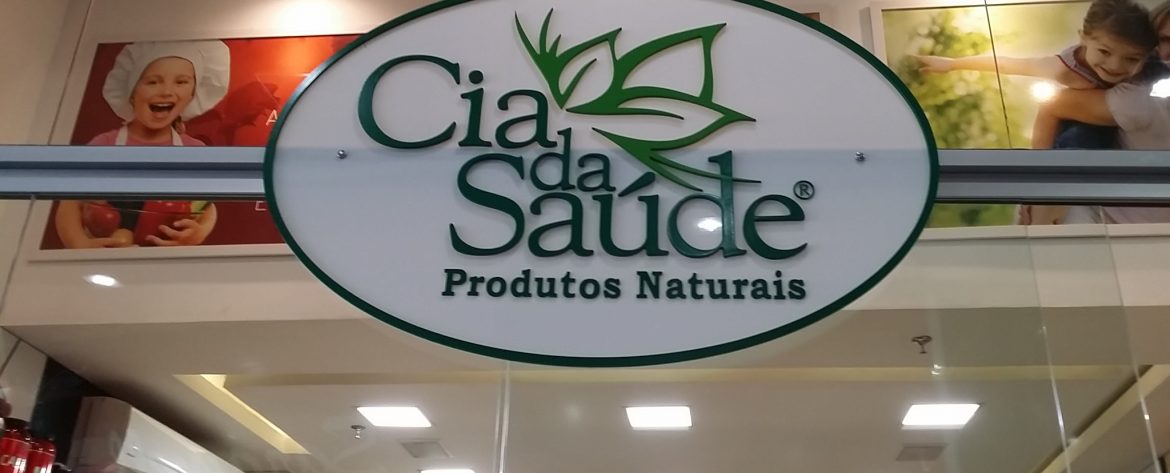 Cia
da
Saúde®
Produtos Naturais